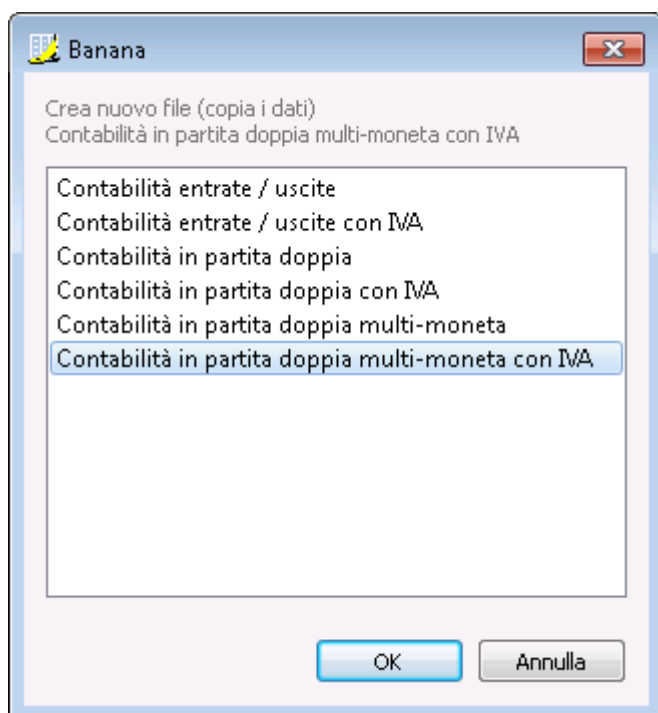 Banana
Crea nuovo file (copia i dati)
Contabilità in partita doppia multi-moneta con IVA
Contabilità entrate / uscite
Contabilità entrate / uscite con IVA
Contabilità in partita doppia
Contabilità in partita doppia con IVA
Contabilità in partita doppia multi-moneta
Contabilità in partita doppia multi-moneta con IVA
OK
Annulla